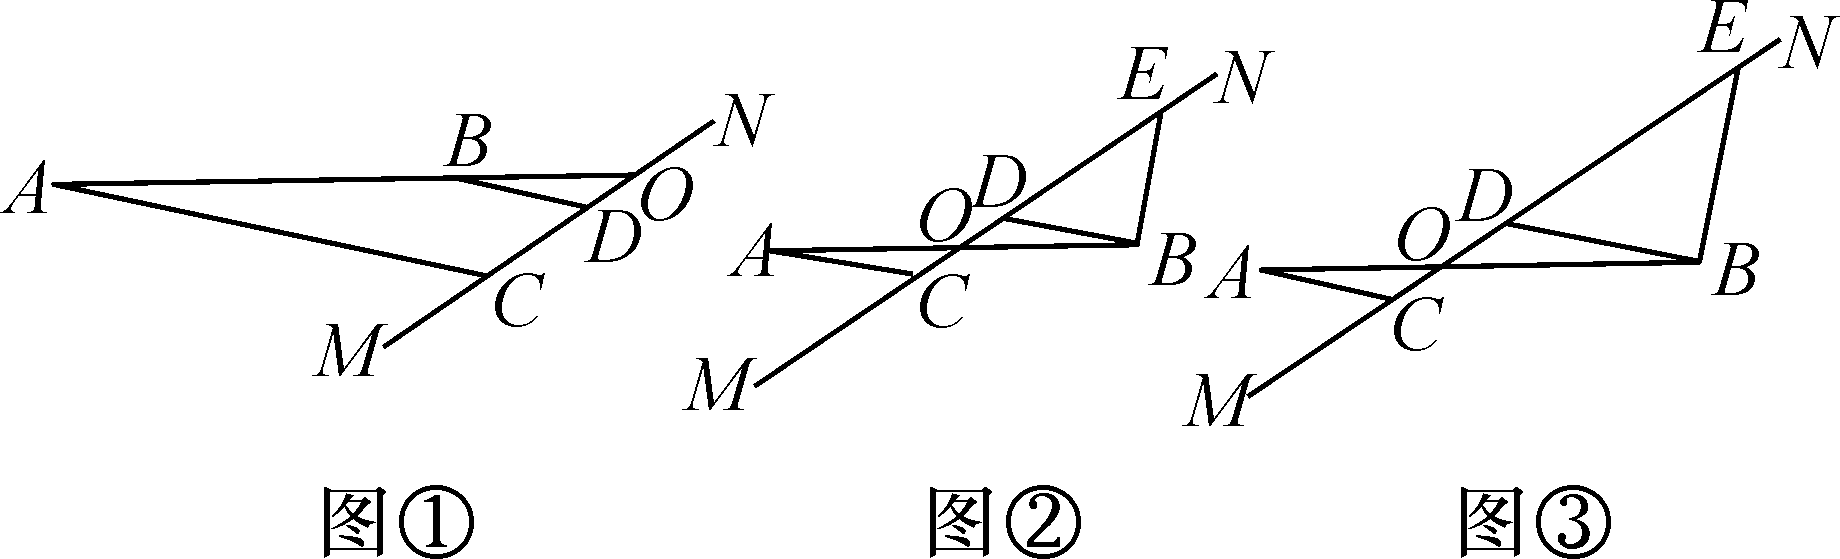 A B O N D C M
A O D E N B C M
A O D E N B C M
图① 图② 图③